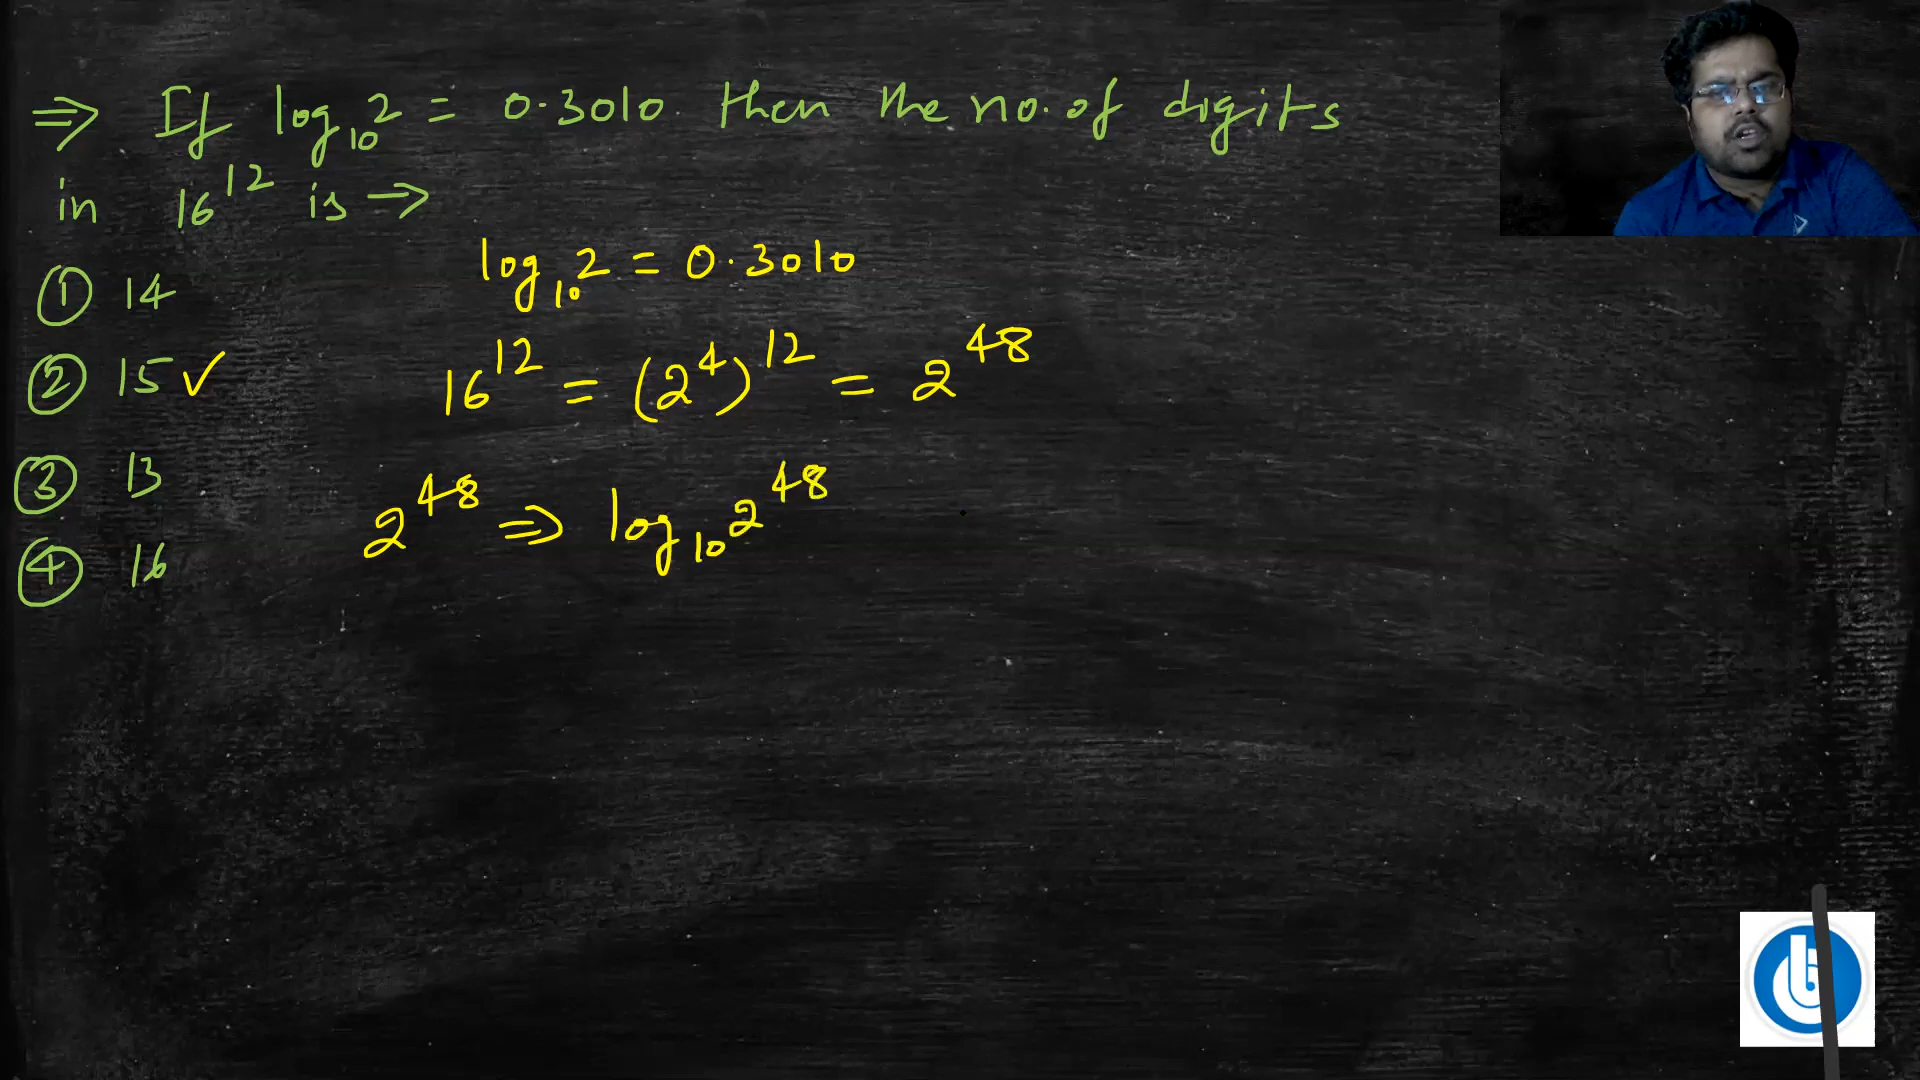 ⇒ If log₁₀2 = 0.3010 then the no. of digits
in 16¹² is →
① 14
② 15 ✓
③ 13
④ 16
log₁₀2 = 0.3010
16¹² = (2⁴)¹² = 2⁴⁸
2⁴⁸ ⇒ log₁₀2⁴⁸